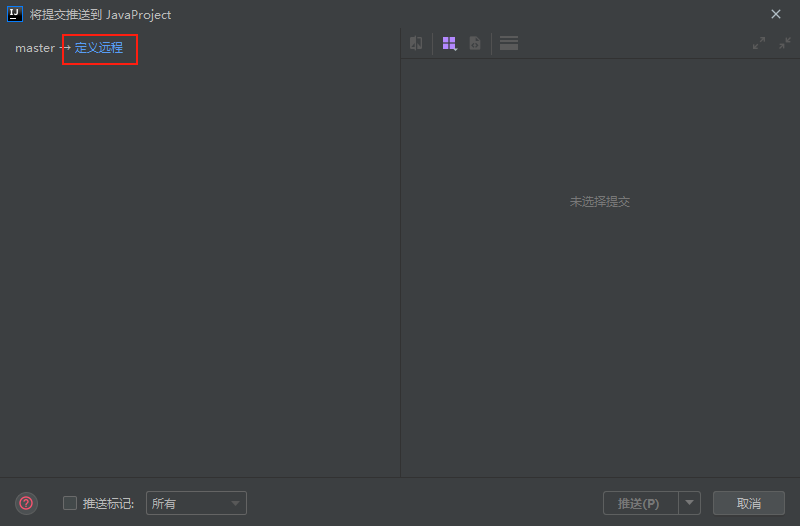 将提交推送到 JavaProject
master → 定义远程
未选择提交
推送标记:
所有
推送(P)
取消